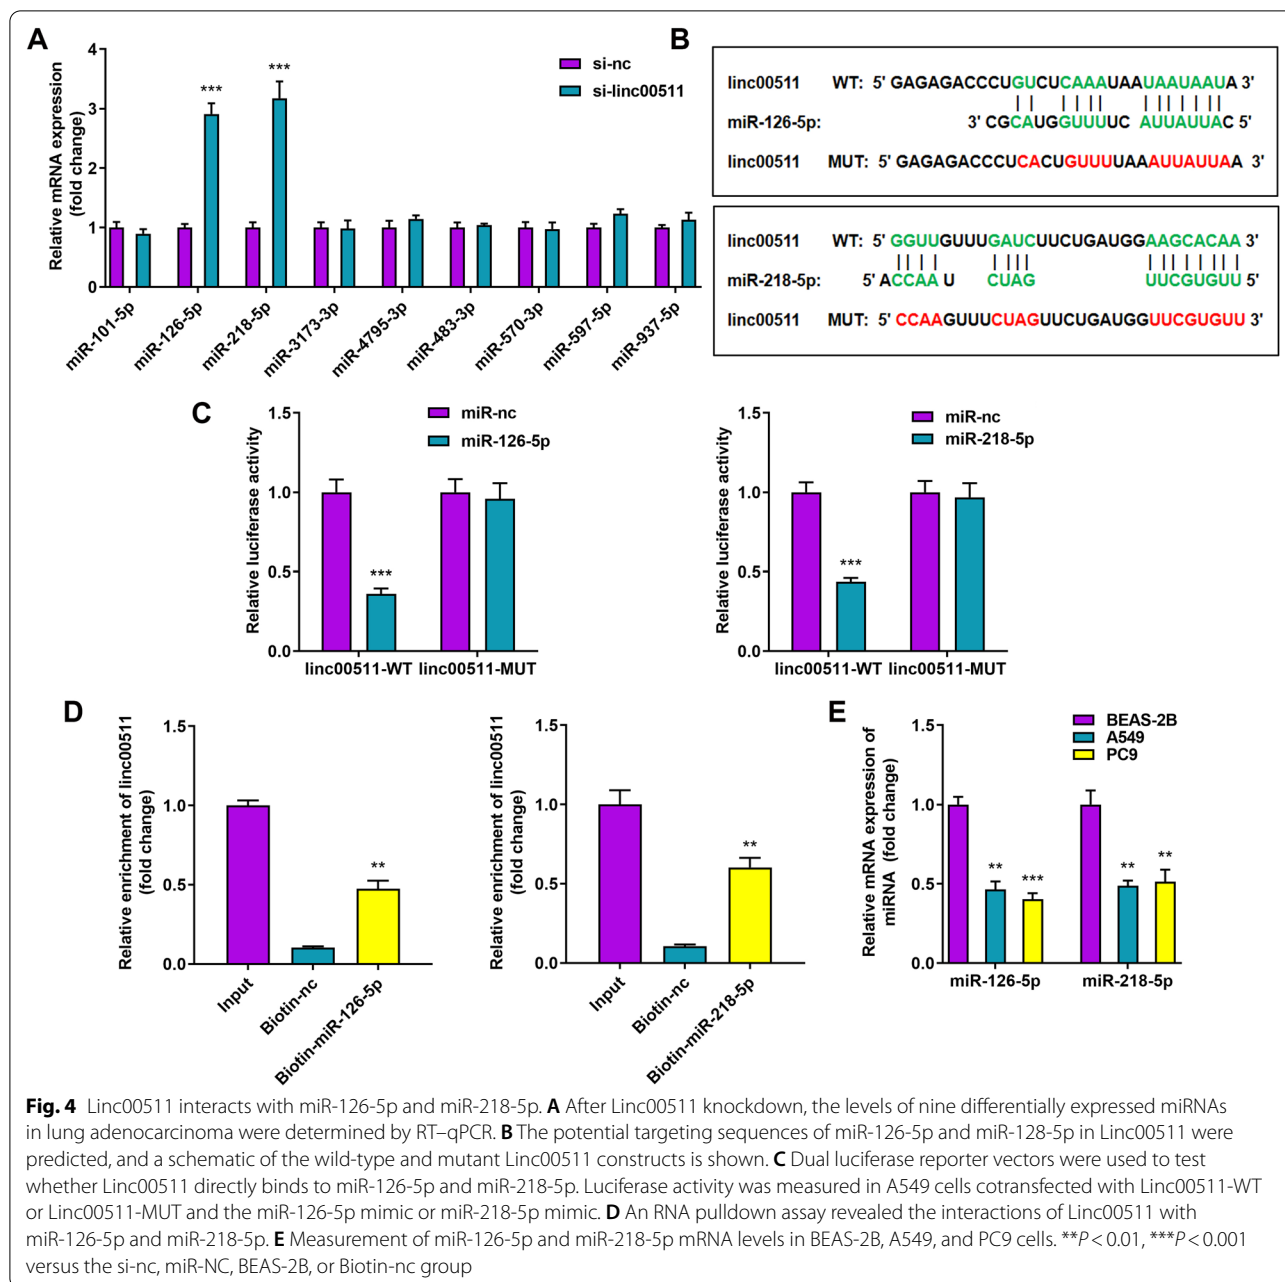 A
Relative mRNA expression
(fold change)
4
3
2
1
0
***
***
si-nc
si-linc00511
miR-101-5p
miR-126-5p
miR-218-5p
miR-3173-3p
miR-4795-3p
miR-483-3p
miR-570-3p
miR-597-5p
miR-937-5p
B
linc00511 WT: 5' GAGAGACCCUGUCUCAAAUAAUAAUAAUA 3'
miR-126-5p: 3' CGCAUGGUUUUC AUUAUUAC 5'
linc00511 MUT: 5' GAGAGACCCUCACUGUUUUAAAUUAUUAA 3'
linc00511 WT: 5' GGUUGUUUGAUCUUCUGAUGGAAGCACAA 3'
miR-218-5p: 5' ACCAA U CUAG UUCGUGUU 5'
linc00511 MUT: 5' CCAAGUUUCUAGUUCUGAUGGUUCGUGUU 3'
C
Relative luciferase activity
1.5
1.0
0.5
0.0
miR-nc
miR-126-5p
***
linc00511-WT linc00511-MUT
Relative luciferase activity
1.5
1.0
0.5
0.0
miR-nc
miR-218-5p
***
linc00511-WT linc00511-MUT
D
Relative enrichment of linc00511
(fold change)
1.5
1.0
0.5
0.0
**
Input
Biotin-nc
Biotin-miR-126-5p
Relative enrichment of linc00511
(fold change)
1.5
1.0
0.5
0.0
**
Input
Biotin-nc
Biotin-miR-218-5p
E
Relative mRNA expression of
miRNA (fold change)
1.5
1.0
0.5
0.0
BEAS-2B
A549
PC9
**
***
**
**
miR-126-5p miR-218-5p
Fig. 4 Linc00511 interacts with miR-126-5p and miR-218-5p. A After Linc00511 knockdown, the levels of nine differentially expressed miRNAs
in lung adenocarcinoma were determined by RT–qPCR. B The potential targeting sequences of miR-126-5p and miR-128-5p in Linc00511 were
predicted, and a schematic of the wild-type and mutant Linc00511 constructs is shown. C Dual luciferase reporter vectors were used to test
whether Linc00511 directly binds to miR-126-5p and miR-218-5p. Luciferase activity was measured in A549 cells cotransfected with Linc00511-WT
or Linc00511-MUT and the miR-126-5p mimic or miR-218-5p mimic. D An RNA pulldown assay revealed the interactions of Linc00511 with
miR-126-5p and miR-218-5p. E Measurement of miR-126-5p and miR-218-5p mRNA levels in BEAS-2B, A549, and PC9 cells. **P < 0.01, ***P < 0.001
versus the si-nc, miR-NC, BEAS-2B, or Biotin-nc group